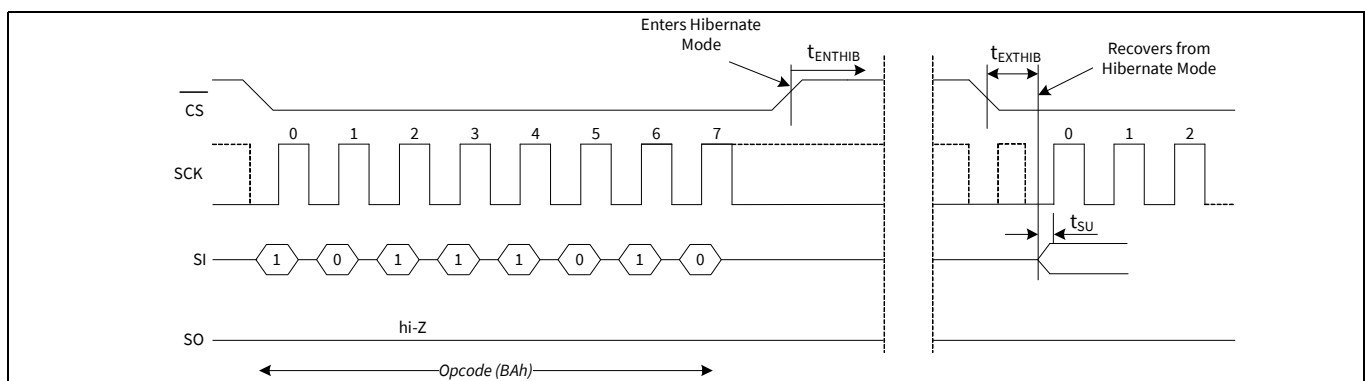 Enters Hibernate
Mode
tENTHIB
tEXTHIB
Recovers from
Hibernate Mode
CS
0 1 2 3 4 5 6 7 0 1 2
SCK
tSU
SI 1 0 1 1 1 0 1 0
hi-Z
SO
Opcode (BAh)